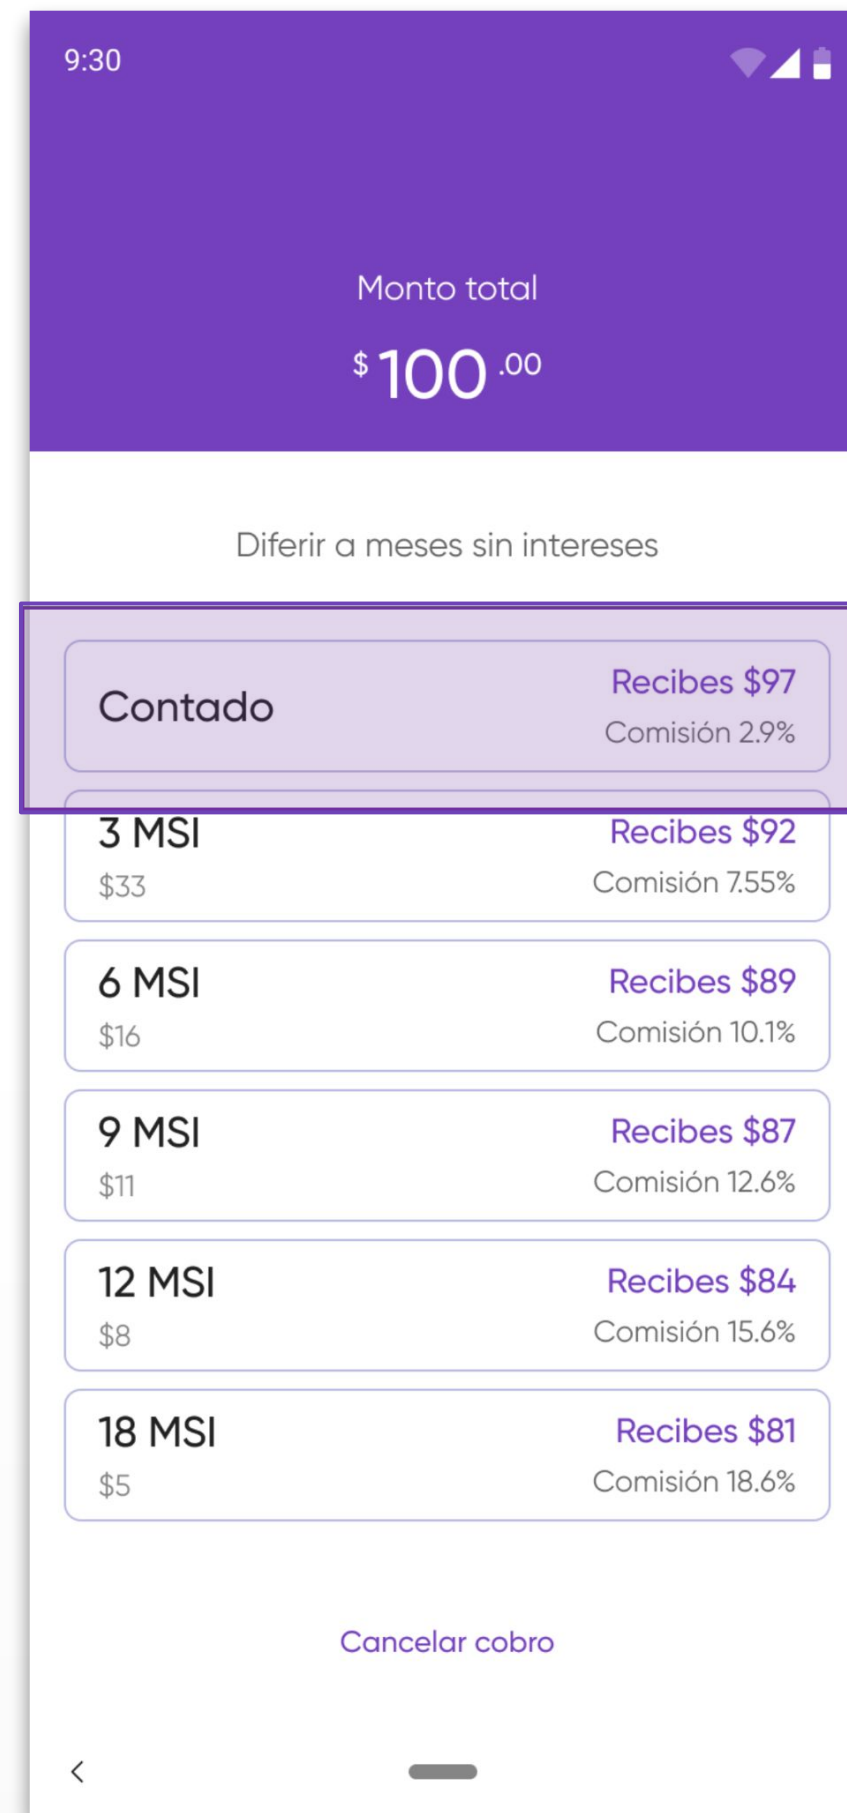 9:30
Monto total
$100.00
Diferir a meses sin intereses
Contado
Recibes $97
Comisión 2.9%
3 MSI
Recibes $92
$33
Comisión 7.55%
6 MSI
Recibes $89
$16
Comisión 10.1%
9 MSI
Recibes $87
$11
Comisión 12.6%
12 MSI
Recibes $84
$8
Comisión 15.6%
18 MSI
Recibes $81
$5
Comisión 18.6%
Cancelar cobro